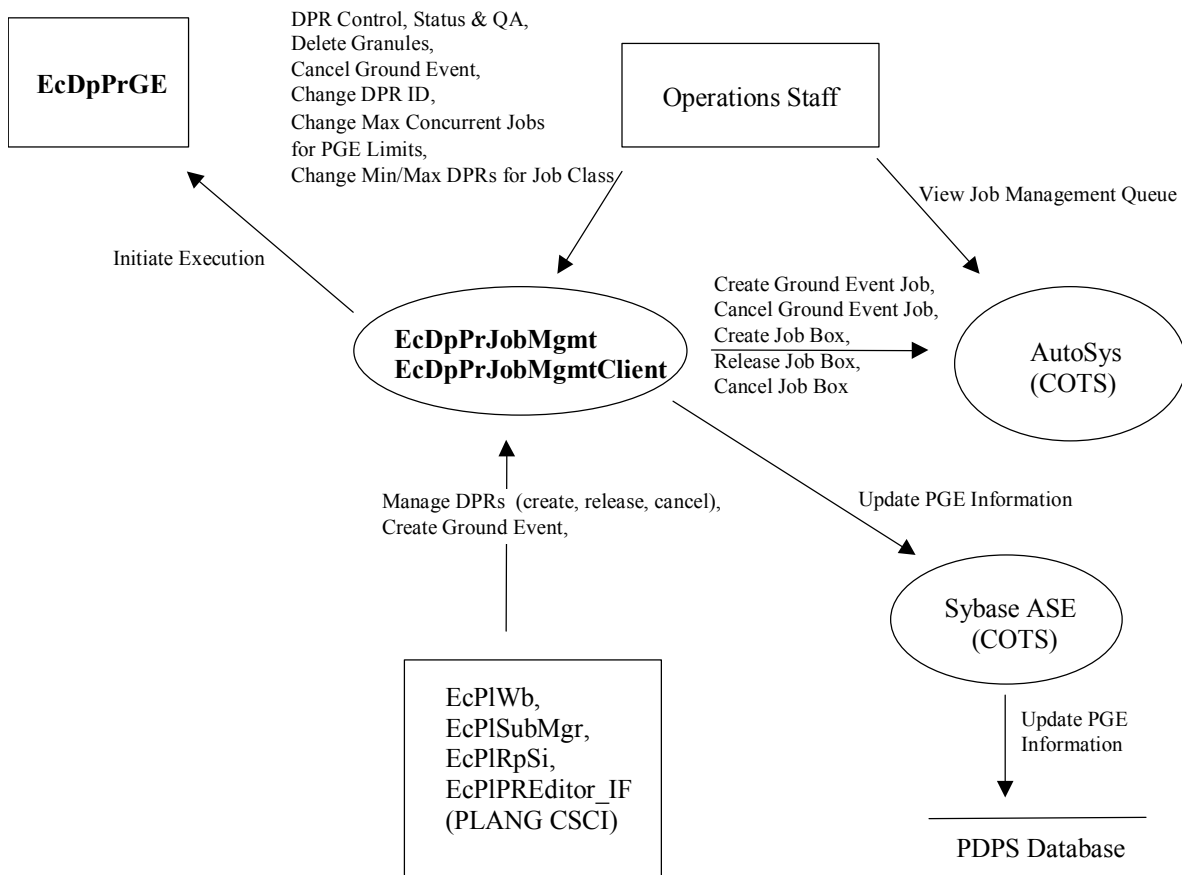 DPR Control, Status & QA,
Delete Granules,
Cancel Ground Event,
Change DPR ID,
Change Max Concurrent Jobs
for PGE Limits,
Change Min/Max DPRs for Job Class
EcDpPrGE
Operations Staff
View Job Management Queue
Initiate Execution
Create Ground Event Job,
Cancel Ground Event Job,
Create Job Box,
Release Job Box,
Cancel Job Box
EcDpPrJobMgmt
EcDpPrJobMgmtClient
AutoSys
(COTS)
Manage DPRs (create, release, cancel),
Create Ground Event,
Update PGE Information
Sybase ASE
(COTS)
EcPlWb,
EcPlSubMgr,
EcPlRpSi,
EcPlPREditor_IF
(PLANG CSCI)
Update PGE
Information
PDPS Database